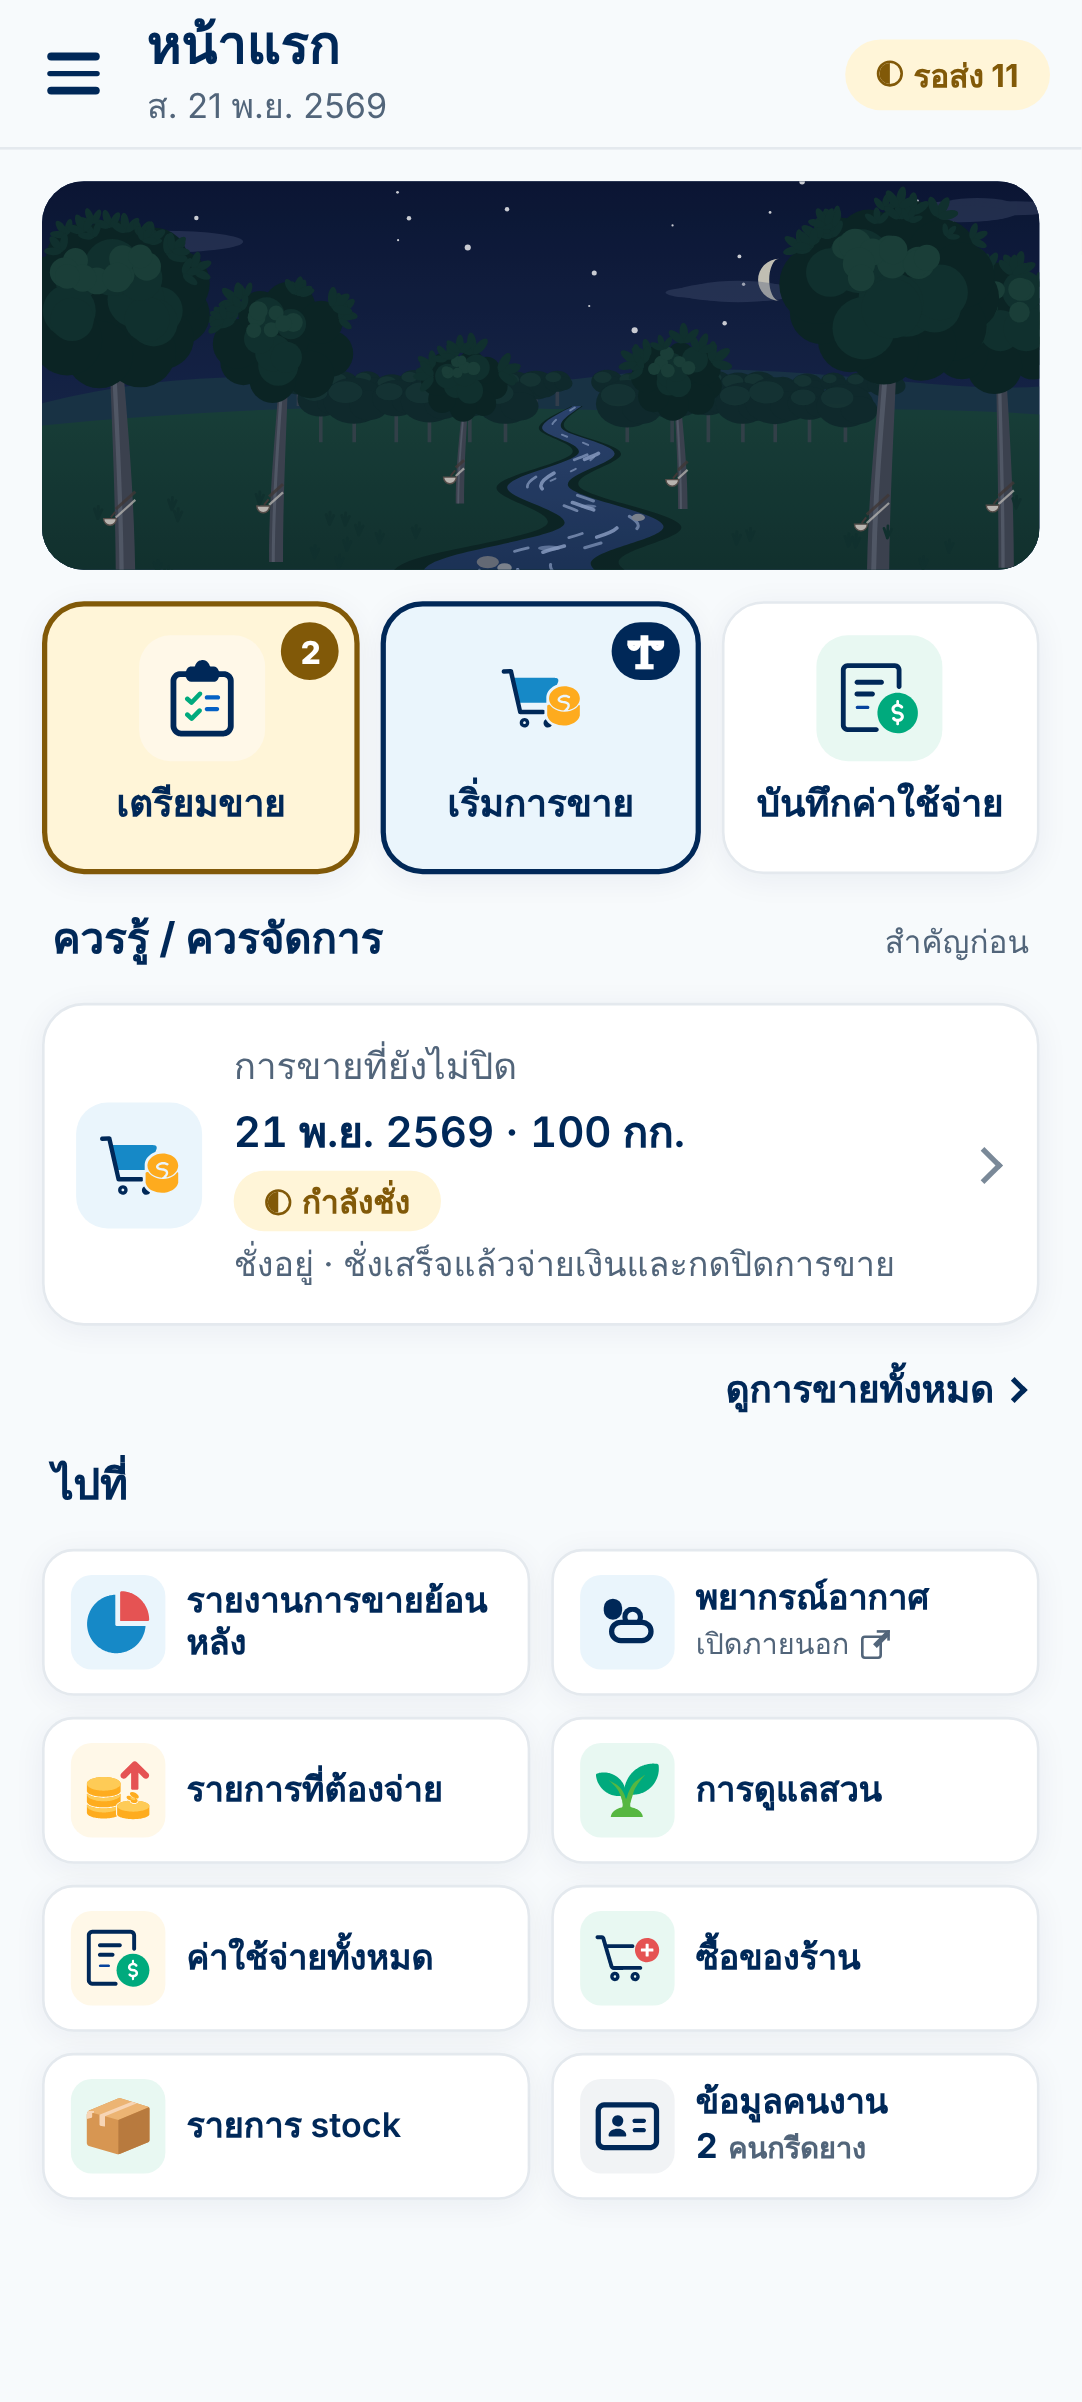 หน้าแรก
ส. 21 พ.ย. 2569
รอส่ง 11
2
เตรียมขาย
เริ่มการขาย
บันทึกค่าใช้จ่าย
ควรรู้ / ควรจัดการ
สำคัญก่อน
การขายที่ยังไม่ปิด
21 พ.ย. 2569 · 100 กก.
กำลังชั่ง
ชั่งอยู่ · ชั่งเสร็จแล้วจ่ายเงินและกดปิดการขาย
ดูการขายทั้งหมด
ไปที่
รายงานการขายย้อน
หลัง
พยากรณ์อากาศ
เปิดภายนอก
รายการที่ต้องจ่าย
การดูแลสวน
ค่าใช้จ่ายทั้งหมด
ซื้อของร้าน
รายการ stock
ข้อมูลคนงาน
2 คนกรีดยาง